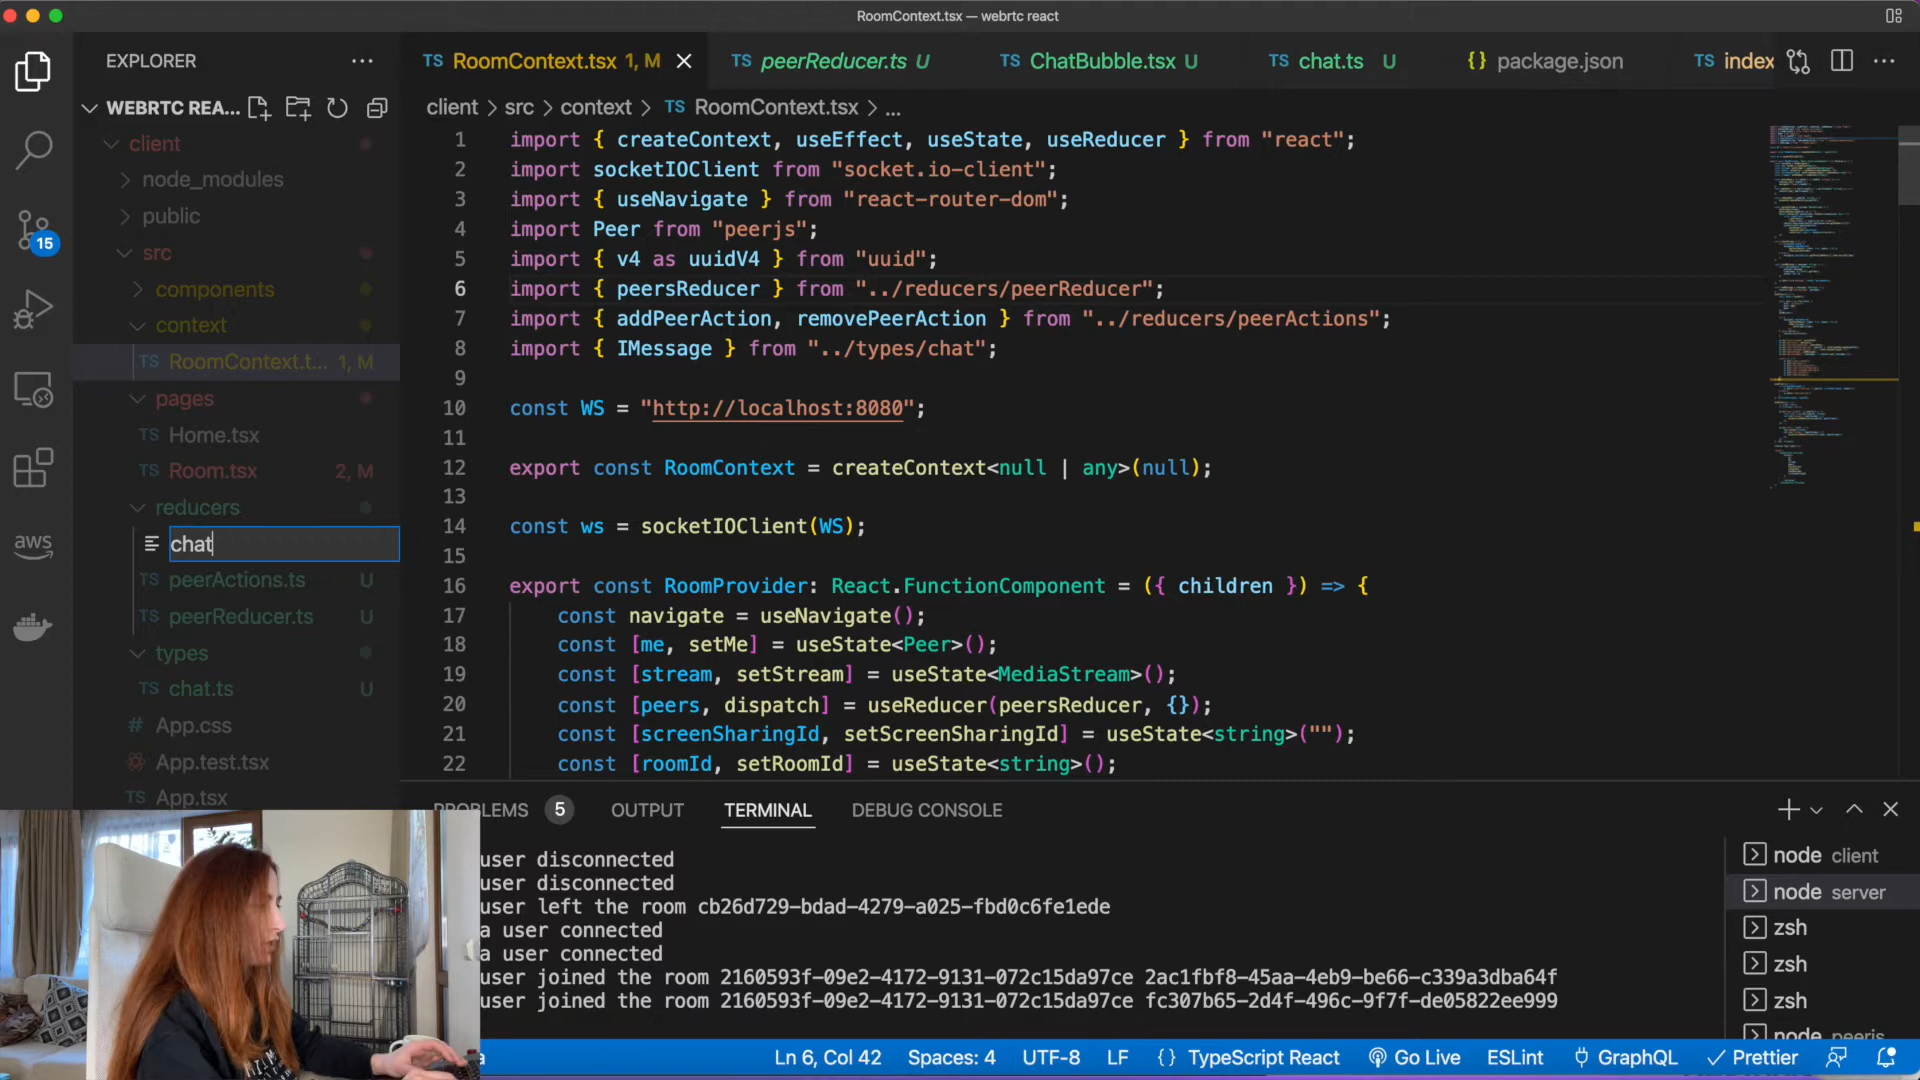 RoomContext.tsx — webrtc react
EXPLORER
TS RoomContext.tsx 1, M
TS peerReducer.ts U
TS ChatBubble.tsx U
TS chat.ts U
{} package.json
TS index
WEBRTC REA...
client > src > context > TS RoomContext.tsx > ...
client
node_modules
public
src
components
context
TS RoomContext.t... 1, M
pages
TS Home.tsx
TS Room.tsx 2, M
reducers
chat
TS peerActions.ts U
TS peerReducer.ts U
types
TS chat.ts U
# App.css
App.test.tsx
TS App.tsx
15
aws
1 import { createContext, useEffect, useState, useReducer } from "react";
2 import socketIOClient from "socket.io-client";
3 import { useNavigate } from "react-router-dom";
4 import Peer from "peerjs";
5 import { v4 as uuidV4 } from "uuid";
6 import { peersReducer } from "../reducers/peerReducer";
7 import { addPeerAction, removePeerAction } from "../reducers/peerActions";
8 import { IMessage } from "../types/chat";
9
10 const WS = "http://localhost:8080";
11
12 export const RoomContext = createContext<null | any>(null);
13
14 const ws = socketIOClient(WS);
15
16 export const RoomProvider: React.FunctionComponent = ({ children }) => {
17 const navigate = useNavigate();
18 const [me, setMe] = useState<Peer>();
19 const [stream, setStream] = useState<MediaStream>();
20 const [peers, dispatch] = useReducer(peersReducer, {});
21 const [screenSharingId, setScreenSharingId] = useState<string>("");
22 const [roomId, setRoomId] = useState<string>();
PROBLEMS 5 OUTPUT TERMINAL DEBUG CONSOLE
user disconnected
user disconnected
user left the room cb26d729-bdad-4279-a025-fbd0c6fe1ede
a user connected
a user connected
user joined the room 2160593f-09e2-4172-9131-072c15da97ce 2ac1fbf8-45aa-4eb9-be66-c339a3dba64f
user joined the room 2160593f-09e2-4172-9131-072c15da97ce fc307b65-2d4f-496c-9f7f-de05822ee999
node client
node server
zsh
zsh
zsh
node peerjs
Ln 6, Col 42 Spaces: 4 UTF-8 LF {} TypeScript React Go Live ESLint GraphQL Prettier